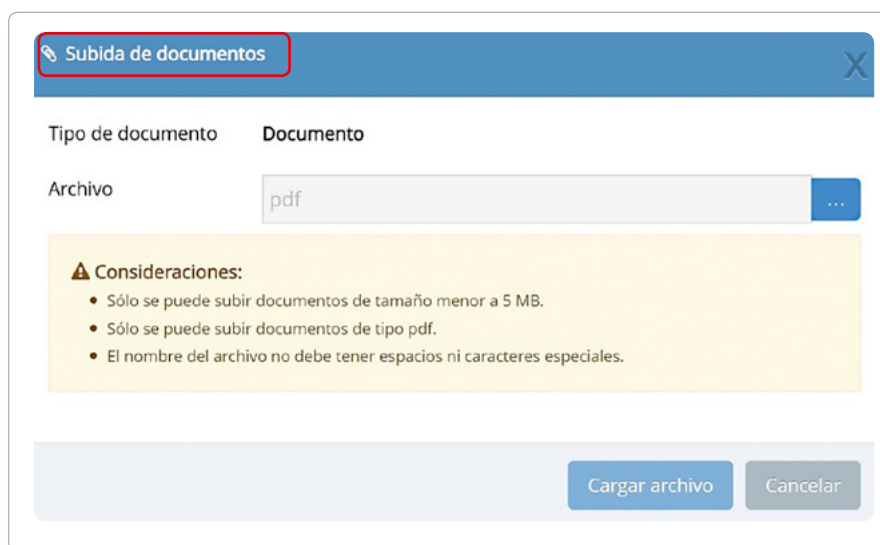 Subida de documentos
X
Tipo de documento Documento
Archivo pdf ...
Consideraciones:
• Sólo se puede subir documentos de tamaño menor a 5 MB.
• Sólo se puede subir documentos de tipo pdf.
• El nombre del archivo no debe tener espacios ni caracteres especiales.
Cargar archivo Cancelar